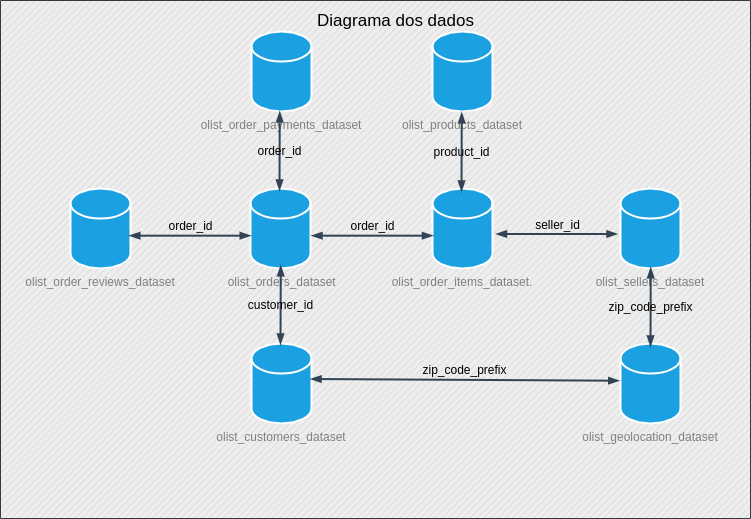 Diagrama dos dados
olist_order_payments_dataset
olist_products_dataset
order_id
product_id
order_id
order_id
seller_id
olist_order_reviews_dataset
olist_orders_dataset
olist_order_items_dataset.
olist_sellers_dataset
customer_id
zip_code_prefix
zip_code_prefix
olist_customers_dataset
olist_geolocation_dataset